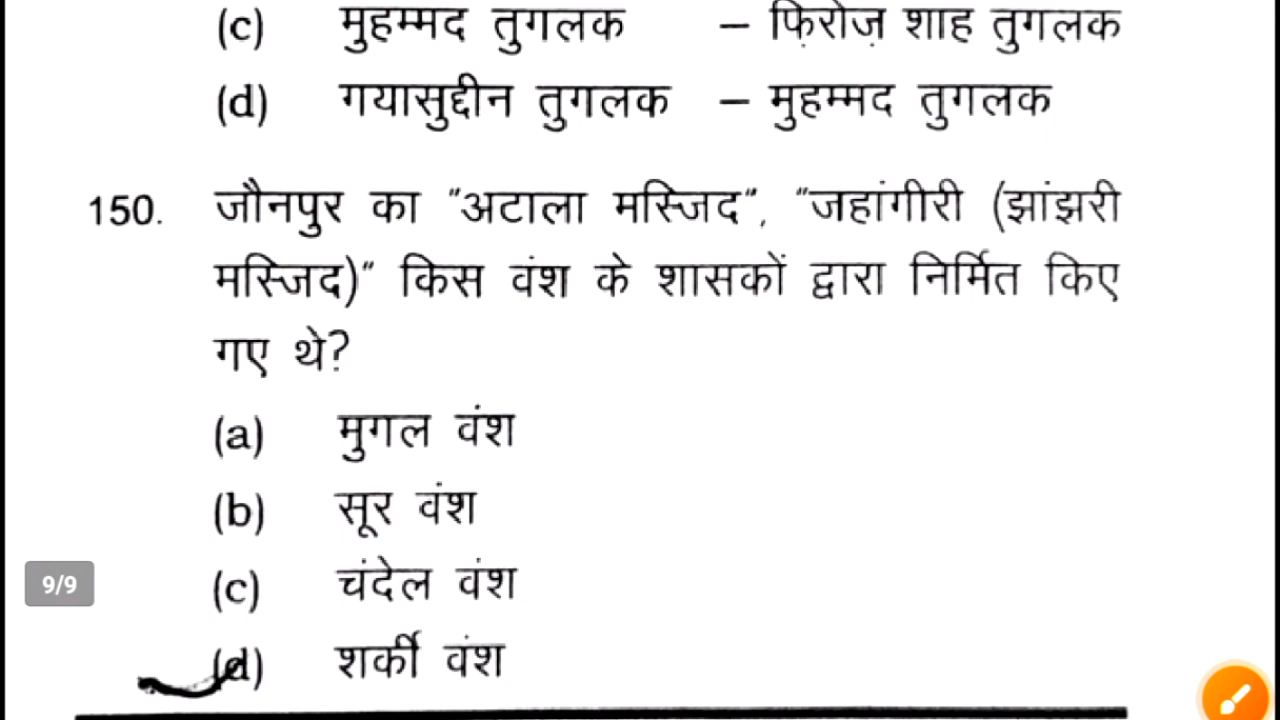 (c) मुहम्मद तुगलक – फ़िरोज़ शाह तुगलक
(d) गयासुद्दीन तुगलक – मुहम्मद तुगलक
150. जौनपुर का "अटाला मस्जिद", "जहांगीरी (झांझरी
मस्जिद)" किस वंश के शासकों द्वारा निर्मित किए
गए थे?
(a) मुगल वंश
(b) सूर वंश
(c) चंदेल वंश
9/9
(d) शर्की वंश